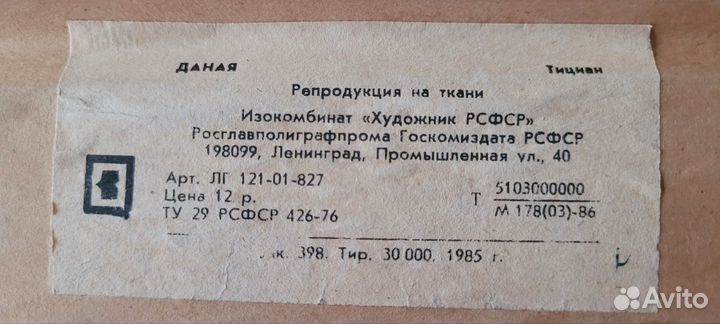 ДАНАЯ Тициан
Репродукция на ткани
Изокомбинат «Художник РСФСР»
Росглавполиграфпрома Госкомиздата РСФСР
198099, Ленинград, Промышленная ул., 40
Арт. ЛГ 121-01-827
Цена 12 р.
ТУ 29 РСФСР 426-76
Т 5103000000
М 178(03)-86
398. Тир. 30 000. 1985 г.
Avito